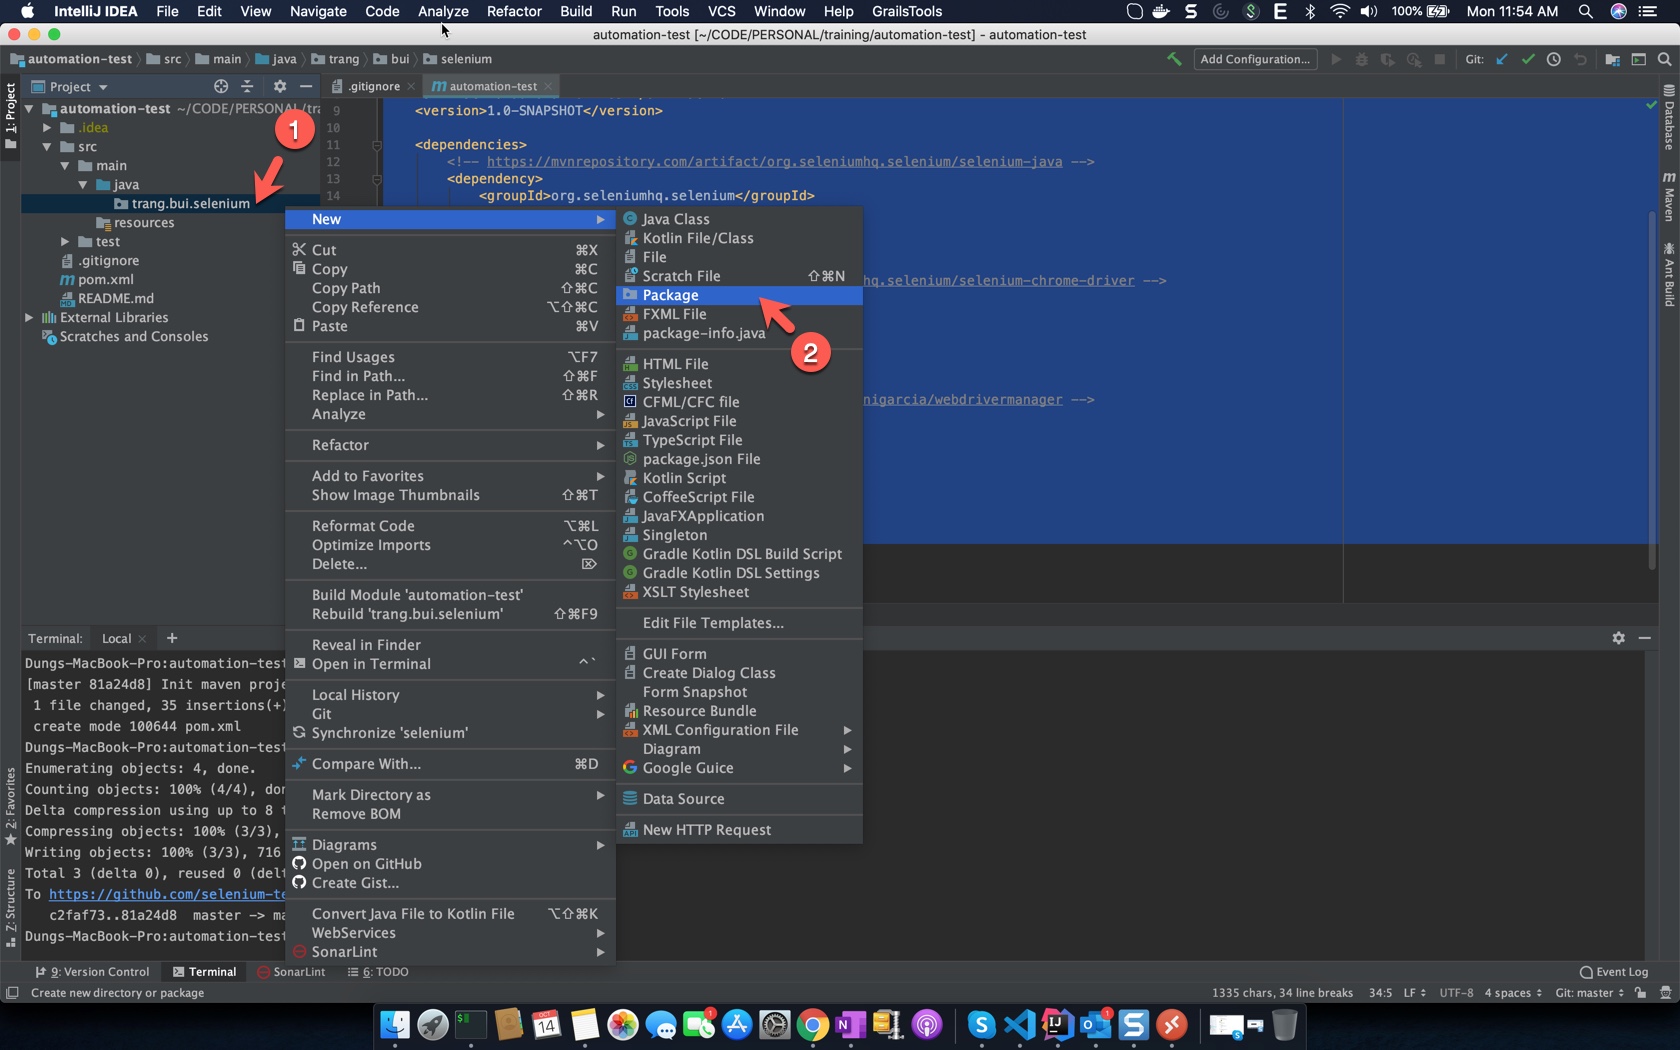 IntelliJ IDEA File Edit View Navigate Code Analyze Refactor Build Run Tools VCS Window Help GrailsTools 100% Mon 11:54 AM
automation-test [~/CODE/PERSONAL/training/automation-test] - automation-test
automation-test src main java trang bui selenium Add Configuration... Git:
Project .gitignore automation-test
1: Project
automation-test ~/CODE/PERSONAL/tra
.idea
src
main
java
trang.bui.selenium
resources
test
.gitignore
pom.xml
README.md
External Libraries
Scratches and Consoles
1
9 <version>1.0-SNAPSHOT</version>
10
11 <dependencies>
12 <!-- https://mvnrepository.com/artifact/org.seleniumhq.selenium/selenium-java -->
13 <dependency>
14 <groupId>org.seleniumhq.selenium</groupId>
hq.selenium/selenium-chrome-driver -->
nigarcia/webdrivermanager -->
Database
Maven
Ant Build
New
Cut ⌘X
Copy ⌘C
Copy Path ⇧⌘C
Copy Reference ⌥⇧⌘C
Paste ⌘V
Find Usages ⌥F7
Find in Path... ⇧⌘F
Replace in Path... ⇧⌘R
Analyze
Refactor
Add to Favorites
Show Image Thumbnails ⇧⌘T
Reformat Code ⌥⌘L
Optimize Imports ^⌥O
Delete... ⌦
Build Module 'automation-test'
Rebuild 'trang.bui.selenium' ⇧⌘F9
Reveal in Finder
Open in Terminal ^`
Local History
Git
Synchronize 'selenium'
Compare With... ⌘D
Mark Directory as
Remove BOM
Diagrams
Open on GitHub
Create Gist...
Convert Java File to Kotlin File ⌥⇧⌘K
WebServices
SonarLint
Java Class
Kotlin File/Class
File
Scratch File ⇧⌘N
Package
FXML File
package-info.java
2
HTML File
Stylesheet
CFML/CFC file
JavaScript File
TypeScript File
package.json File
Kotlin Script
CoffeeScript File
JavaFXApplication
Singleton
Gradle Kotlin DSL Build Script
Gradle Kotlin DSL Settings
XSLT Stylesheet
Edit File Templates...
GUI Form
Create Dialog Class
Form Snapshot
Resource Bundle
XML Configuration File
Diagram
Google Guice
Data Source
New HTTP Request
Terminal: Local +
Dungs-MacBook-Pro:automation-test
[master 81a24d8] Init maven proje
1 file changed, 35 insertions(+)
create mode 100644 pom.xml
Dungs-MacBook-Pro:automation-test
Enumerating objects: 4, done.
Counting objects: 100% (4/4), don
Delta compression using up to 8 t
Compressing objects: 100% (3/3),
Writing objects: 100% (3/3), 716
Total 3 (delta 0), reused 0 (delt
To https://github.com/selenium-te
c2faf73..81a24d8 master -> ma
Dungs-MacBook-Pro:automation-test
2: Favorites
Z: Structure
9: Version Control Terminal SonarLint 6: TODO Event Log
Create new directory or package 1335 chars, 34 line breaks 34:5 LF UTF-8 4 spaces Git: master
OCT
14
1
1